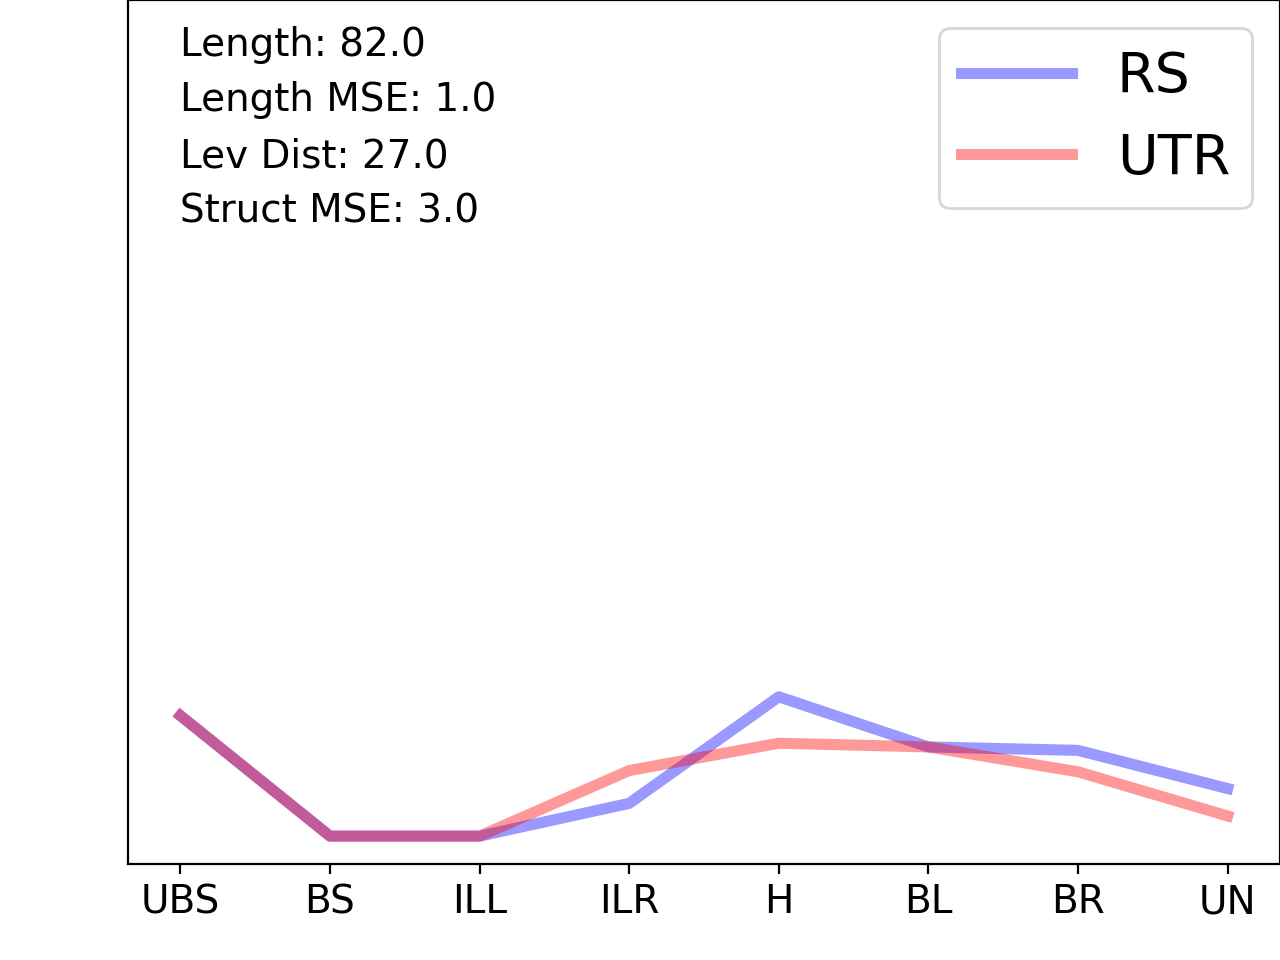 Length: 82.0
Length MSE: 1.0
Lev Dist: 27.0
Struct MSE: 3.0
RS
UTR
UBS BS ILL ILR H BL BR UN